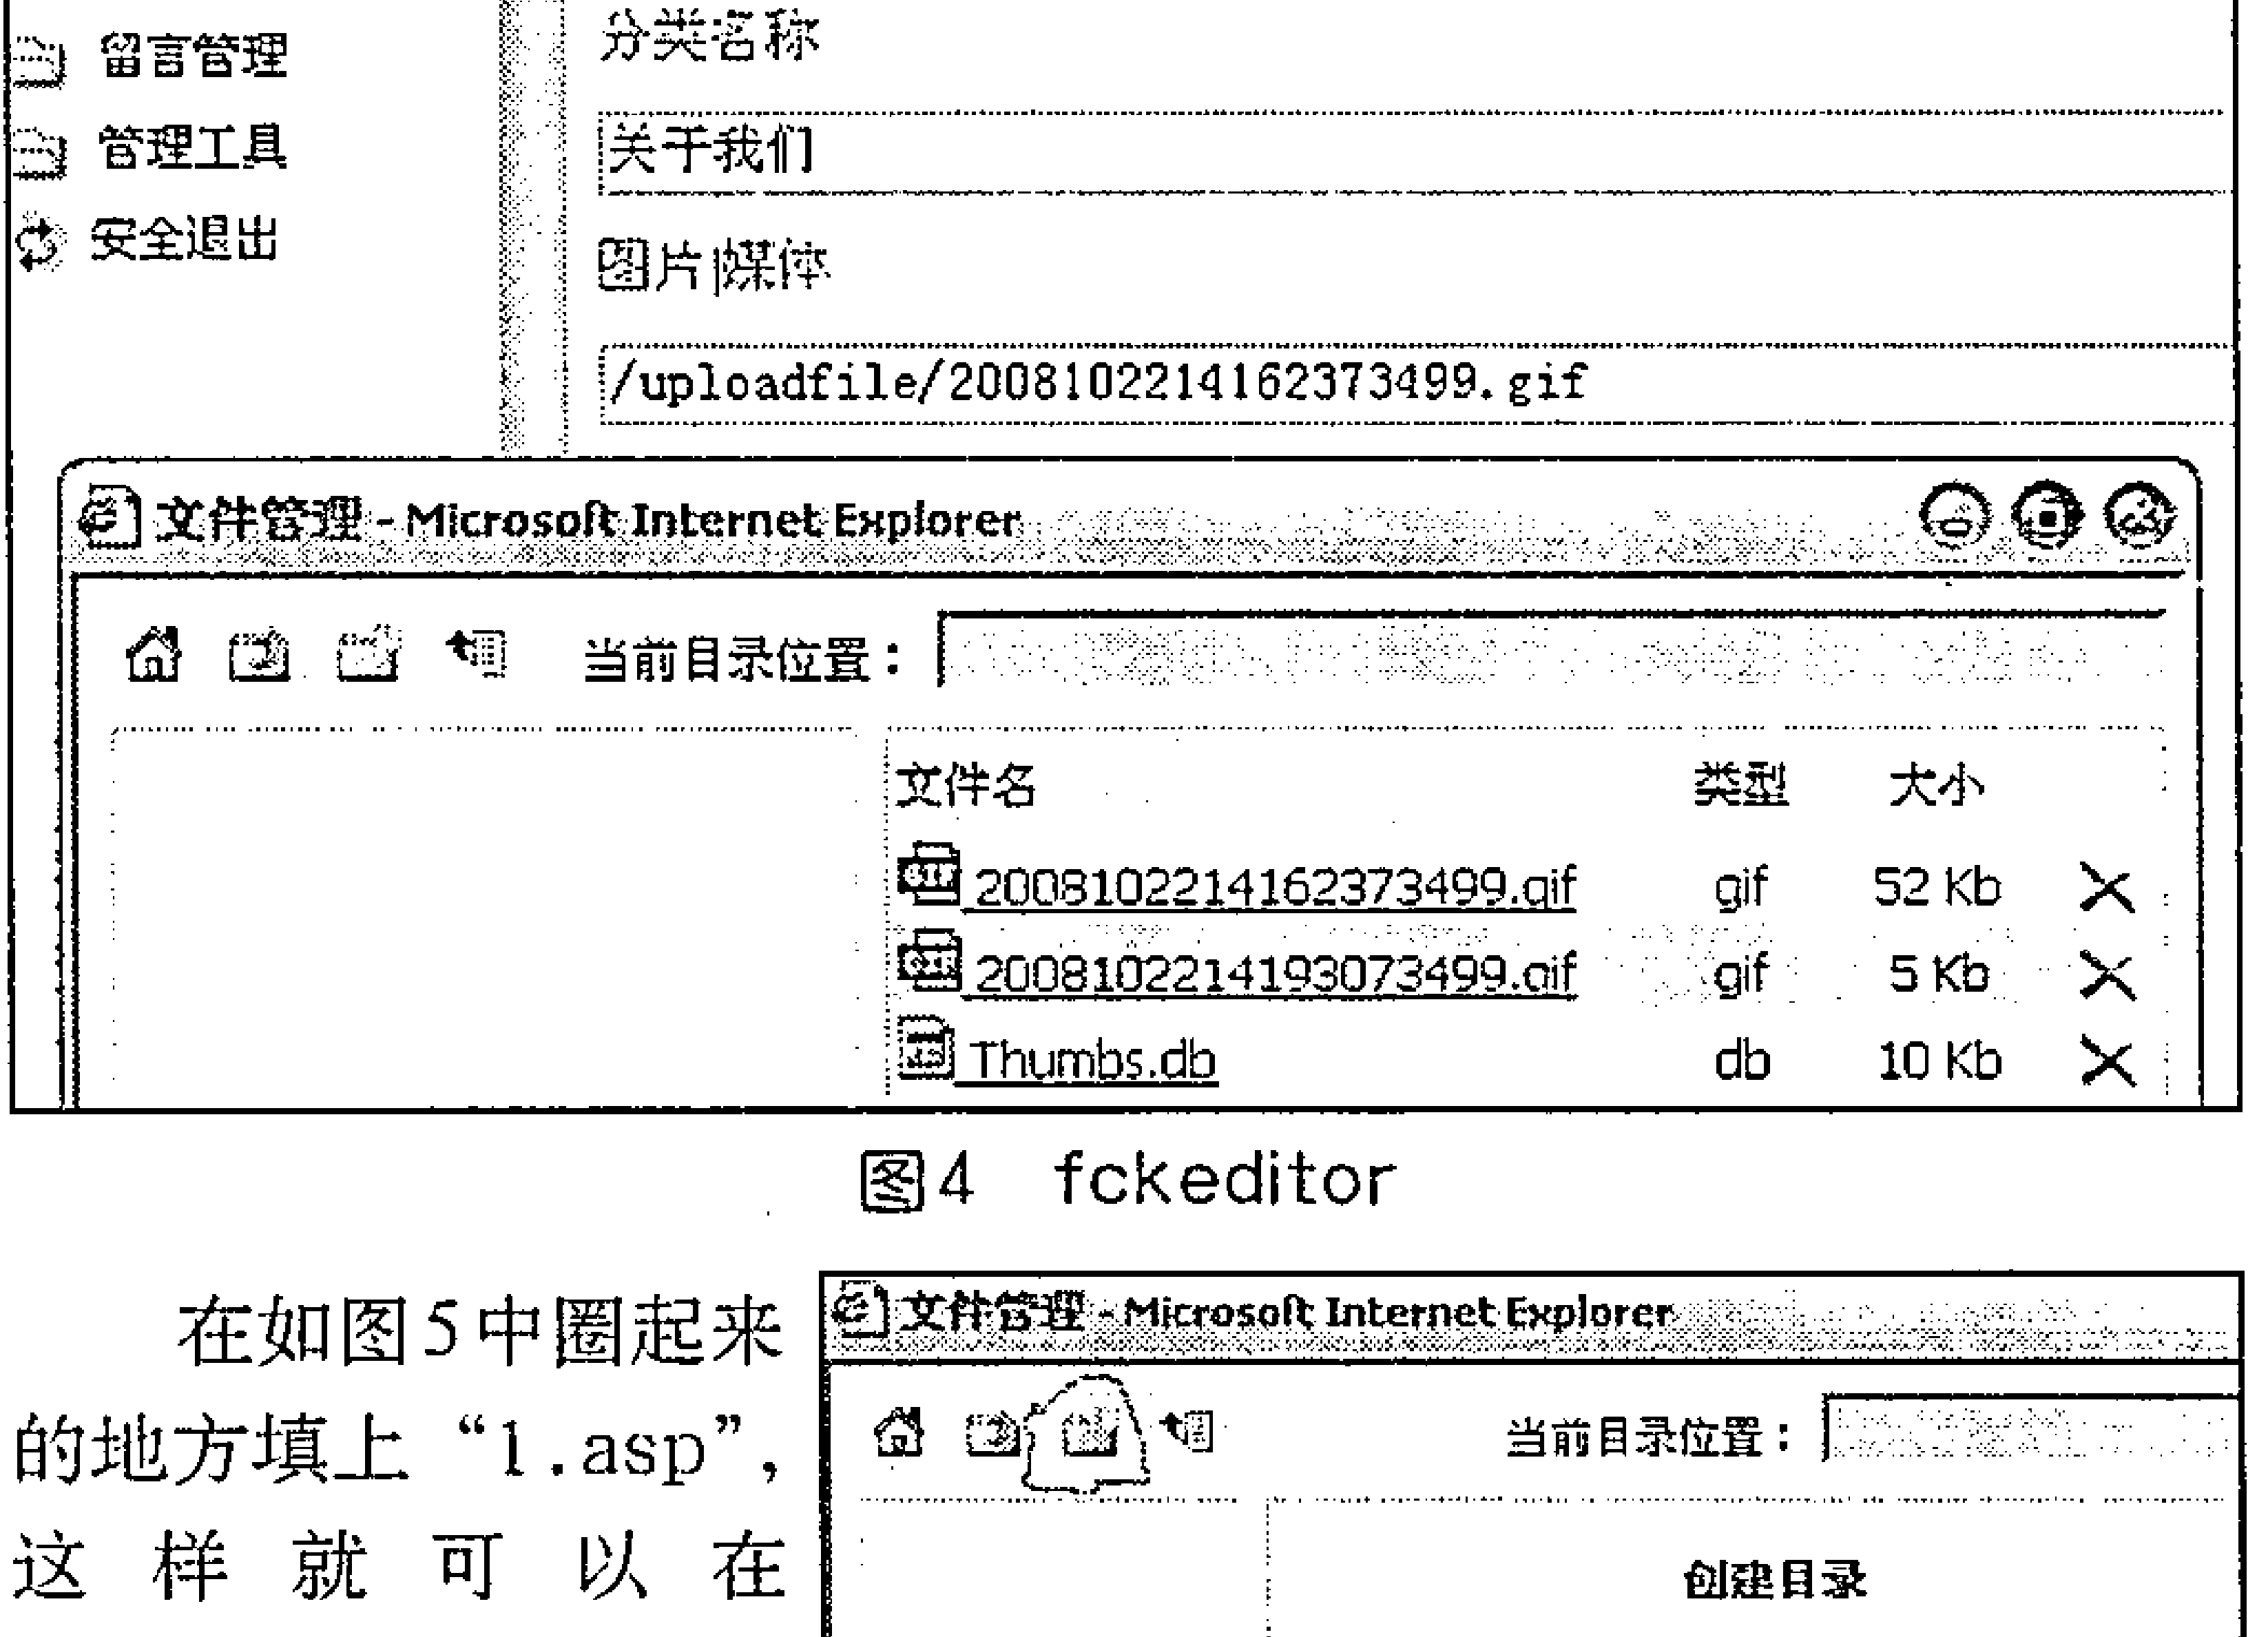 留言管理
管理工具
安全退出
分类名称
关于我们
图片|媒体
/uploadfile/2008102214162373499.gif
文件管理 - Microsoft Internet Explorer
当前目录位置：
文件名 类型 大小
2008102214162373499.gif gif 52 Kb
2008102214193073499.gif gif 5 Kb
Thumbs.db db 10 Kb
图4 fckeditor
在如图5中圈起来
的地方填上“1.asp”，
这样就可以在
文件管理 - Microsoft Internet Explorer
当前目录位置：
创建目录